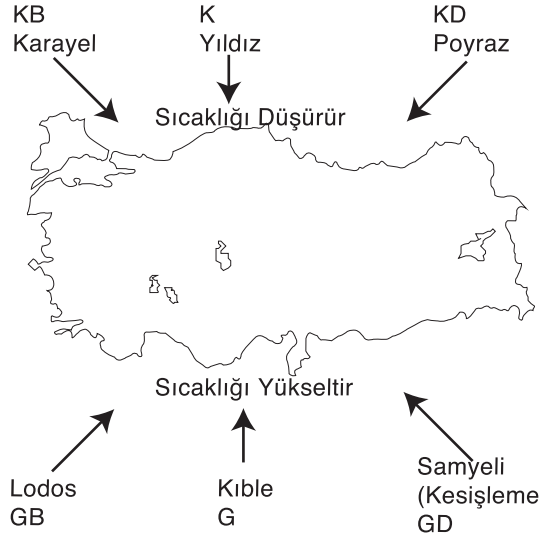 KB
Karayel
K
Yıldız
KD
Poyraz
Sıcaklığı Düşürür
Sıcaklığı Yükseltir
Lodos
GB
Kıble
G
Samyeli
(Kesişleme
GD